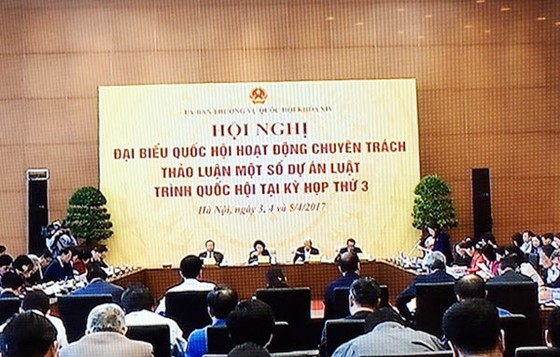 ỦY BAN THƯỜNG VỤ QUỐC HỘI KHÓA XIV
HỘI NGHỊ
ĐẠI BIỂU QUỐC HỘI HOẠT ĐỘNG CHUYÊN TRÁCH
THẢO LUẬN MỘT SỐ DỰ ÁN LUẬT
TRÌNH QUỐC HỘI TẠI KỲ HỌP THỨ 3
Hà Nội, ngày 3, 4 và 5/4/2017